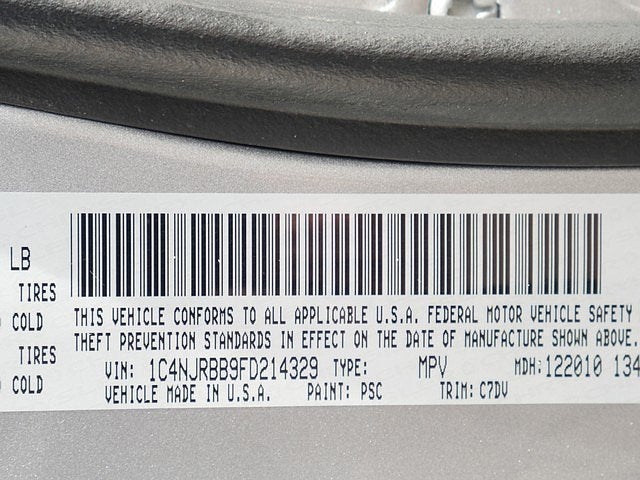 LB
TIRES
COLD
TIRES
COLD
THIS VEHICLE CONFORMS TO ALL APPLICABLE U.S.A. FEDERAL MOTOR VEHICLE SAFETY
THEFT PREVENTION STANDARDS IN EFFECT ON THE DATE OF MANUFACTURE SHOWN ABOVE.
VIN: 1C4NJRBB9FD214329 TYPE: MPV MDH: 122010 134
VEHICLE MADE IN U.S.A. PAINT: PSC TRIM: C7DV